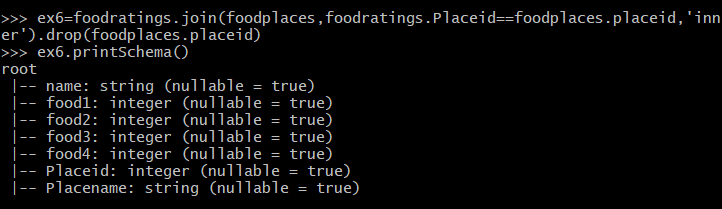 >>> ex6=foodratings.join(foodplaces,foodratings.Placeid==foodplaces.placeid,'inn
er').drop(foodplaces.placeid)
>>> ex6.printSchema()
root
 |-- name: string (nullable = true)
 |-- food1: integer (nullable = true)
 |-- food2: integer (nullable = true)
 |-- food3: integer (nullable = true)
 |-- food4: integer (nullable = true)
 |-- Placeid: integer (nullable = true)
 |-- Placename: string (nullable = true)